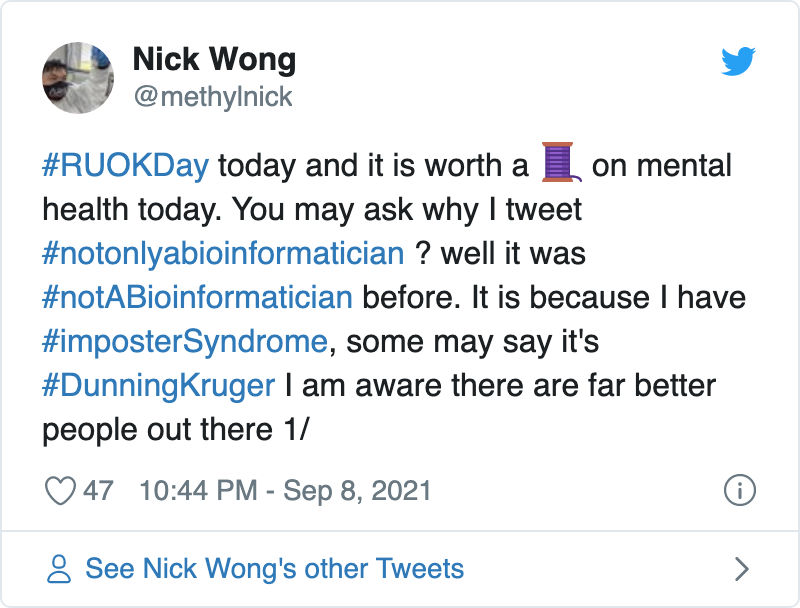 Nick Wong
@methylnick
#RUOKDay today and it is worth a 🧵 on mental
health today. You may ask why I tweet
#notonlyabioinformatician ? well it was
#notABioinformatician before. It is because I have
#imposterSyndrome, some may say it's
#DunningKruger I am aware there are far better
people out there 1/
47 10:44 PM - Sep 8, 2021
See Nick Wong's other Tweets